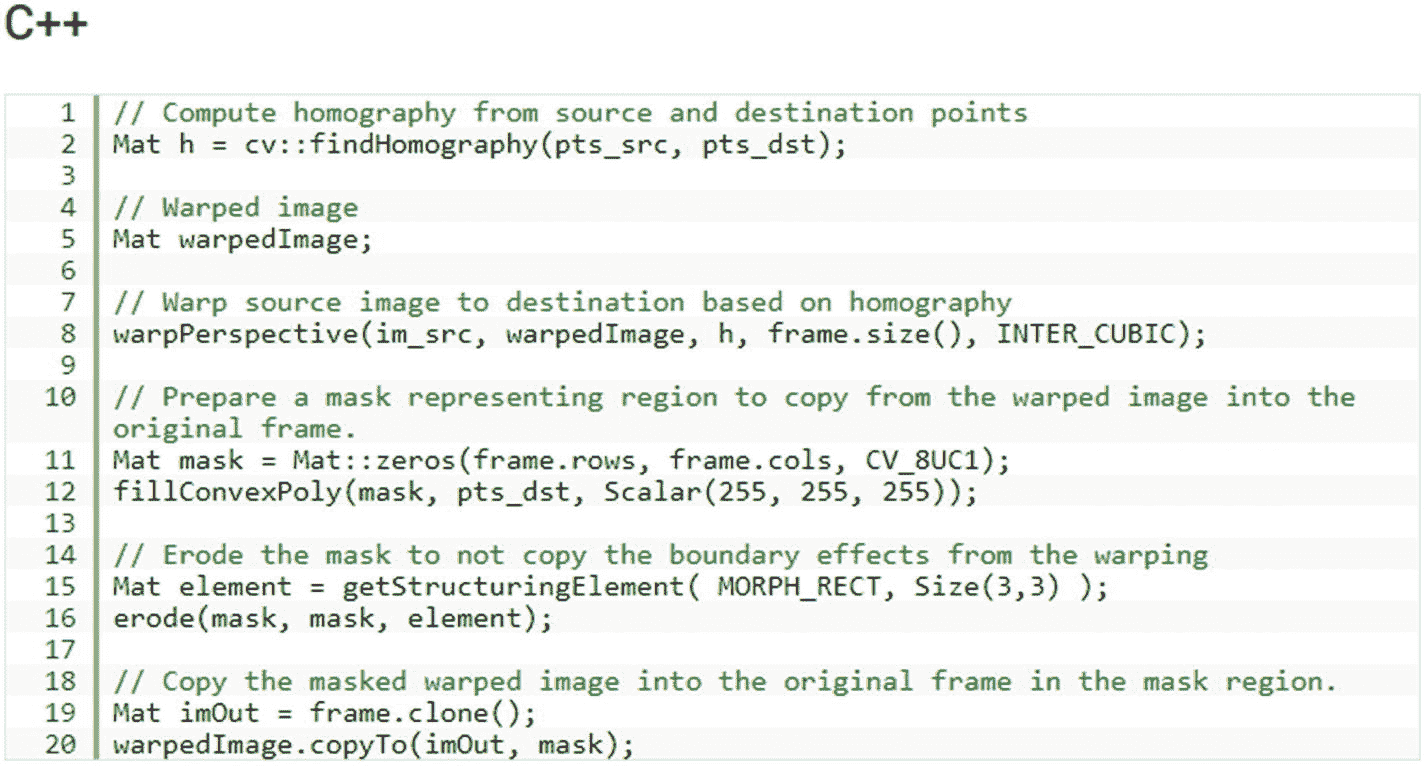 C++
1 // Compute homography from source and destination points
2 Mat h = cv::findHomography(pts_src, pts_dst);
3
4 // Warped image
5 Mat warpedImage;
6
7 // Warp source image to destination based on homography
8 warpPerspective(im_src, warpedImage, h, frame.size(), INTER_CUBIC);
9
10 // Prepare a mask representing region to copy from the warped image into the
original frame.
11 Mat mask = Mat::zeros(frame.rows, frame.cols, CV_8UC1);
12 fillConvexPoly(mask, pts_dst, Scalar(255, 255, 255));
13
14 // Erode the mask to not copy the boundary effects from the warping
15 Mat element = getStructuringElement( MORPH_RECT, Size(3,3) );
16 erode(mask, mask, element);
17
18 // Copy the masked warped image into the original frame in the mask region.
19 Mat imOut = frame.clone();
20 warpedImage.copyTo(imOut, mask);